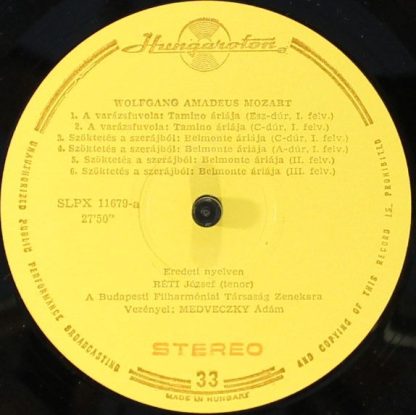 Hungaroton
WOLFGANG AMADEUS MOZART
1. A varázsfuvola: Tamino áriája (Esz-dúr, I. felv.)
2. A varázsfuvola: Tamino áriája (C-dúr, I. felv.)
3. Szöktetés a szerájból: Belmonte áriája (C-dúr, I. felv.)
4. Szöktetés a szerájból: Belmonte áriája (A-dúr, I. felv.)
5. Szöktetés a szerájból: Belmonte áriája (II. felv.)
6. Szöktetés a szerájból: Belmonte áriája (III. felv.)
SLPX 11679-a
27'50"
Eredeti nyelven
RÉTI József (tenor)
A Budapesti Filharmóniai Társaság Zenekara
Vezényel: MEDVECZKY Ádám
STEREO
33
MADE IN HUNGARY
UNAUTHORIZED PUBLIC PERFORMANCE BROADCASTING
AND COPYING OF THIS RECORD IS PROHIBITED